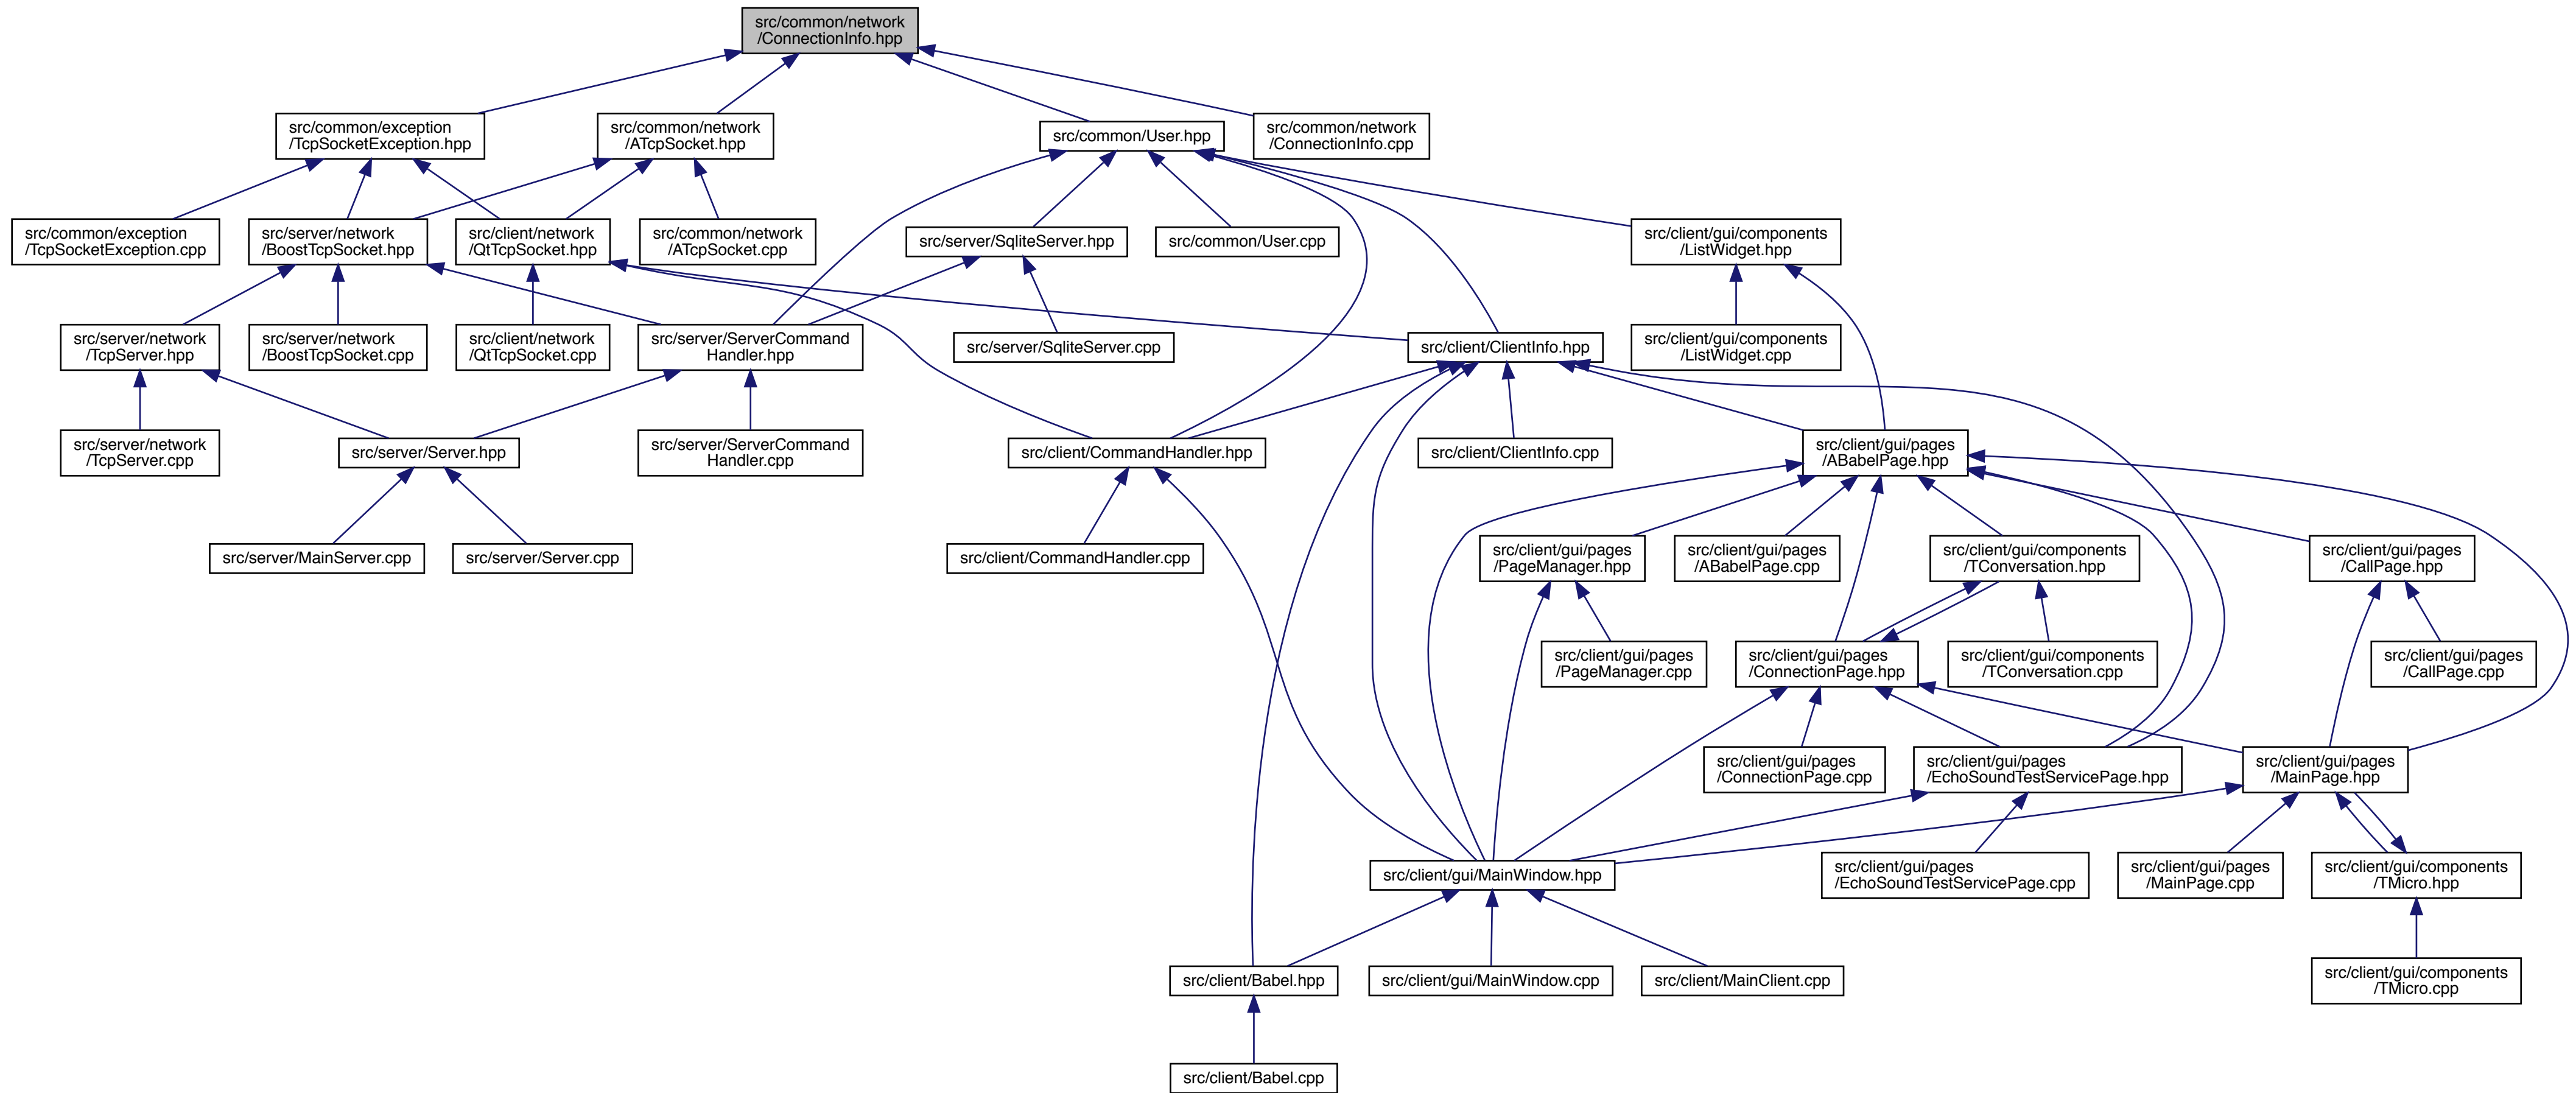 src/common/network
/ConnectionInfo.hpp
src/common/exception
/TcpSocketException.hpp
src/common/network
/ATcpSocket.hpp
src/common/User.hpp
src/common/network
/ConnectionInfo.cpp
src/common/exception
/TcpSocketException.cpp
src/server/network
/BoostTcpSocket.hpp
src/client/network
/QtTcpSocket.hpp
src/common/network
/ATcpSocket.cpp
src/server/SqliteServer.hpp
src/common/User.cpp
src/client/gui/components
/ListWidget.hpp
src/server/network
/TcpServer.hpp
src/server/network
/BoostTcpSocket.cpp
src/client/network
/QtTcpSocket.cpp
src/server/ServerCommand
Handler.hpp
src/server/SqliteServer.cpp
src/client/ClientInfo.hpp
src/client/gui/components
/ListWidget.cpp
src/server/network
/TcpServer.cpp
src/server/Server.hpp
src/server/ServerCommand
Handler.cpp
src/client/CommandHandler.hpp
src/client/ClientInfo.cpp
src/client/gui/pages
/ABabelPage.hpp
src/server/MainServer.cpp
src/server/Server.cpp
src/client/CommandHandler.cpp
src/client/gui/pages
/PageManager.hpp
src/client/gui/pages
/ABabelPage.cpp
src/client/gui/components
/TConversation.hpp
src/client/gui/pages
/CallPage.hpp
src/client/gui/pages
/PageManager.cpp
src/client/gui/pages
/ConnectionPage.hpp
src/client/gui/components
/TConversation.cpp
src/client/gui/pages
/CallPage.cpp
src/client/gui/pages
/ConnectionPage.cpp
src/client/gui/pages
/EchoSoundTestServicePage.hpp
src/client/gui/pages
/MainPage.hpp
src/client/gui/MainWindow.hpp
src/client/gui/pages
/EchoSoundTestServicePage.cpp
src/client/gui/pages
/MainPage.cpp
src/client/gui/components
/TMicro.hpp
src/client/Babel.hpp
src/client/gui/MainWindow.cpp
src/client/MainClient.cpp
src/client/gui/components
/TMicro.cpp
src/client/Babel.cpp